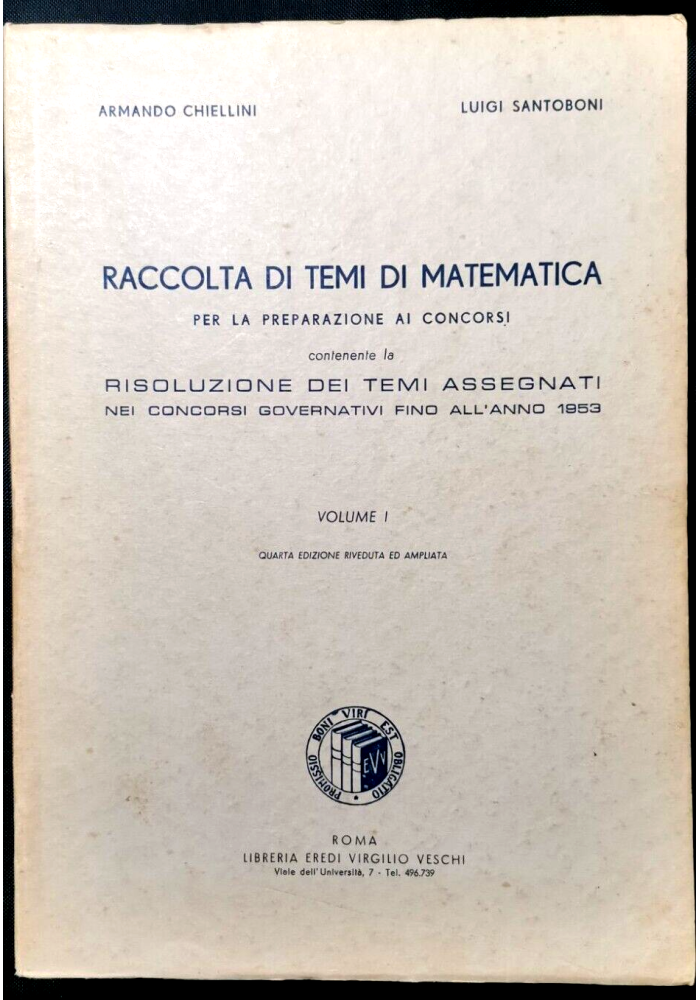 ARMANDO CHIELLINI
LUIGI SANTOBONI
RACCOLTA DI TEMI DI MATEMATICA
PER LA PREPARAZIONE AI CONCORSI
contenente la
RISOLUZIONE DEI TEMI ASSEGNATI
NEI CONCORSI GOVERNATIVI FINO ALL'ANNO 1953
VOLUME I
QUARTA EDIZIONE RIVEDUTA ED AMPLIATA
PROMISSIO BONI VIRI EST OBLIGATIO
EVV
ROMA
LIBRERIA EREDI VIRGILIO VESCHI
Viale dell'Università, 7 - Tel. 496.739